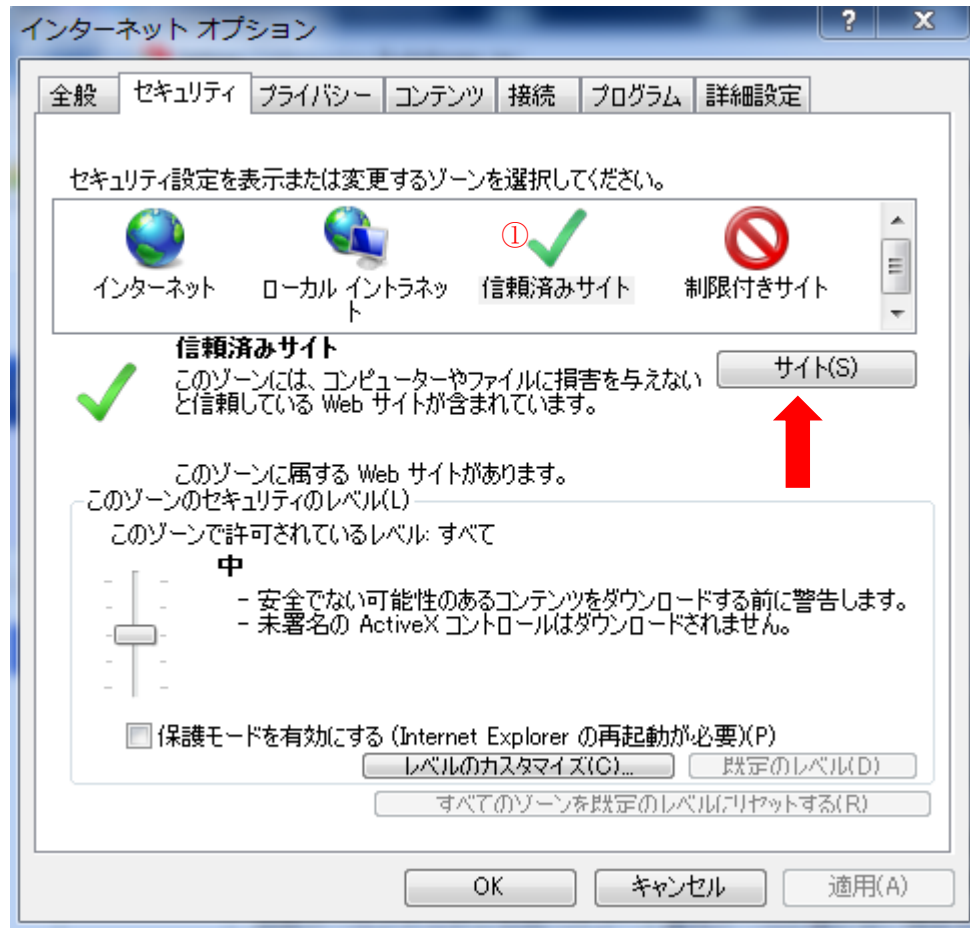 インターネット オプション
? X
全般 セキュリティ プライバシー コンテンツ 接続 プログラム 詳細設定
セキュリティ設定を表示または変更するゾーンを選択してください。
①
インターネット ローカル イントラネッ 信頼済みサイト 制限付きサイト
ト
信頼済みサイト
サイト(S)
このゾーンには、コンピューターやファイルに損害を与えない
と信頼している Web サイトが含まれています。
このゾーンに属する Web サイトがあります。
このゾーンのセキュリティのレベル(L)
このゾーンで許可されているレベル: すべて
中
- 安全でない可能性のあるコンテンツをダウンロードする前に警告します。
- 未署名の ActiveX コントロールはダウンロードされません。
保護モードを有効にする (Internet Explorer の再起動が必要)(P)
レベルのカスタマイズ(C)... 既定のレベル(D)
すべてのゾーンを既定のレベルにリセットする(R)
OK キャンセル 適用(A)